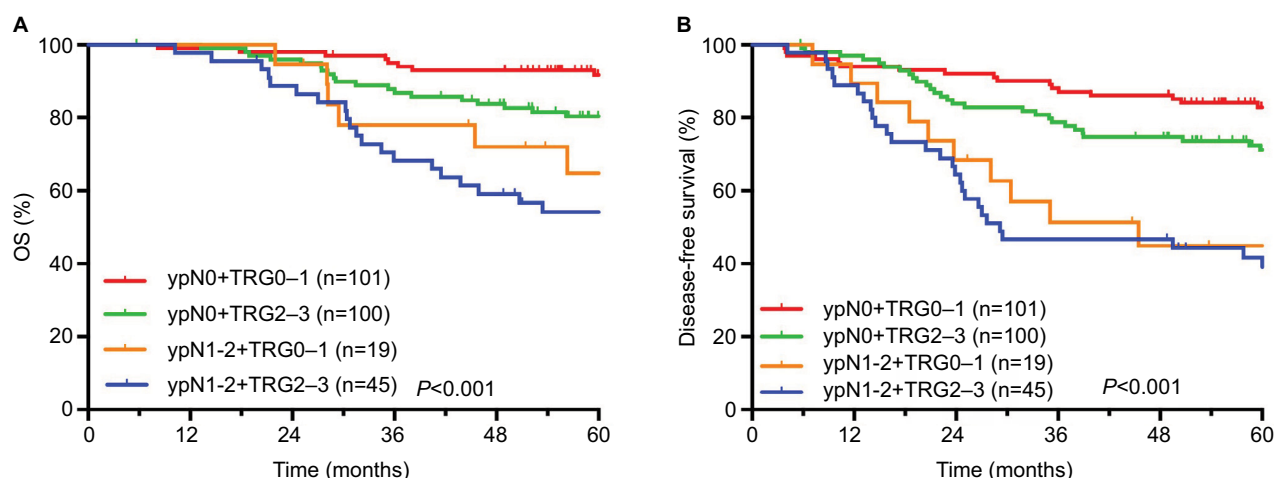 A
100
80
60
40
20
0
OS (%)
ypN0+TRG0–1 (n=101)
ypN0+TRG2–3 (n=100)
ypN1-2+TRG0–1 (n=19)
ypN1-2+TRG2–3 (n=45)
P<0.001
0 12 24 36 48 60
Time (months)
B
100
80
60
40
20
0
Disease-free survival (%)
ypN0+TRG0–1 (n=101)
ypN0+TRG2–3 (n=100)
ypN1-2+TRG0–1 (n=19)
ypN1-2+TRG2–3 (n=45)
P<0.001
0 12 24 36 48 60
Time (months)